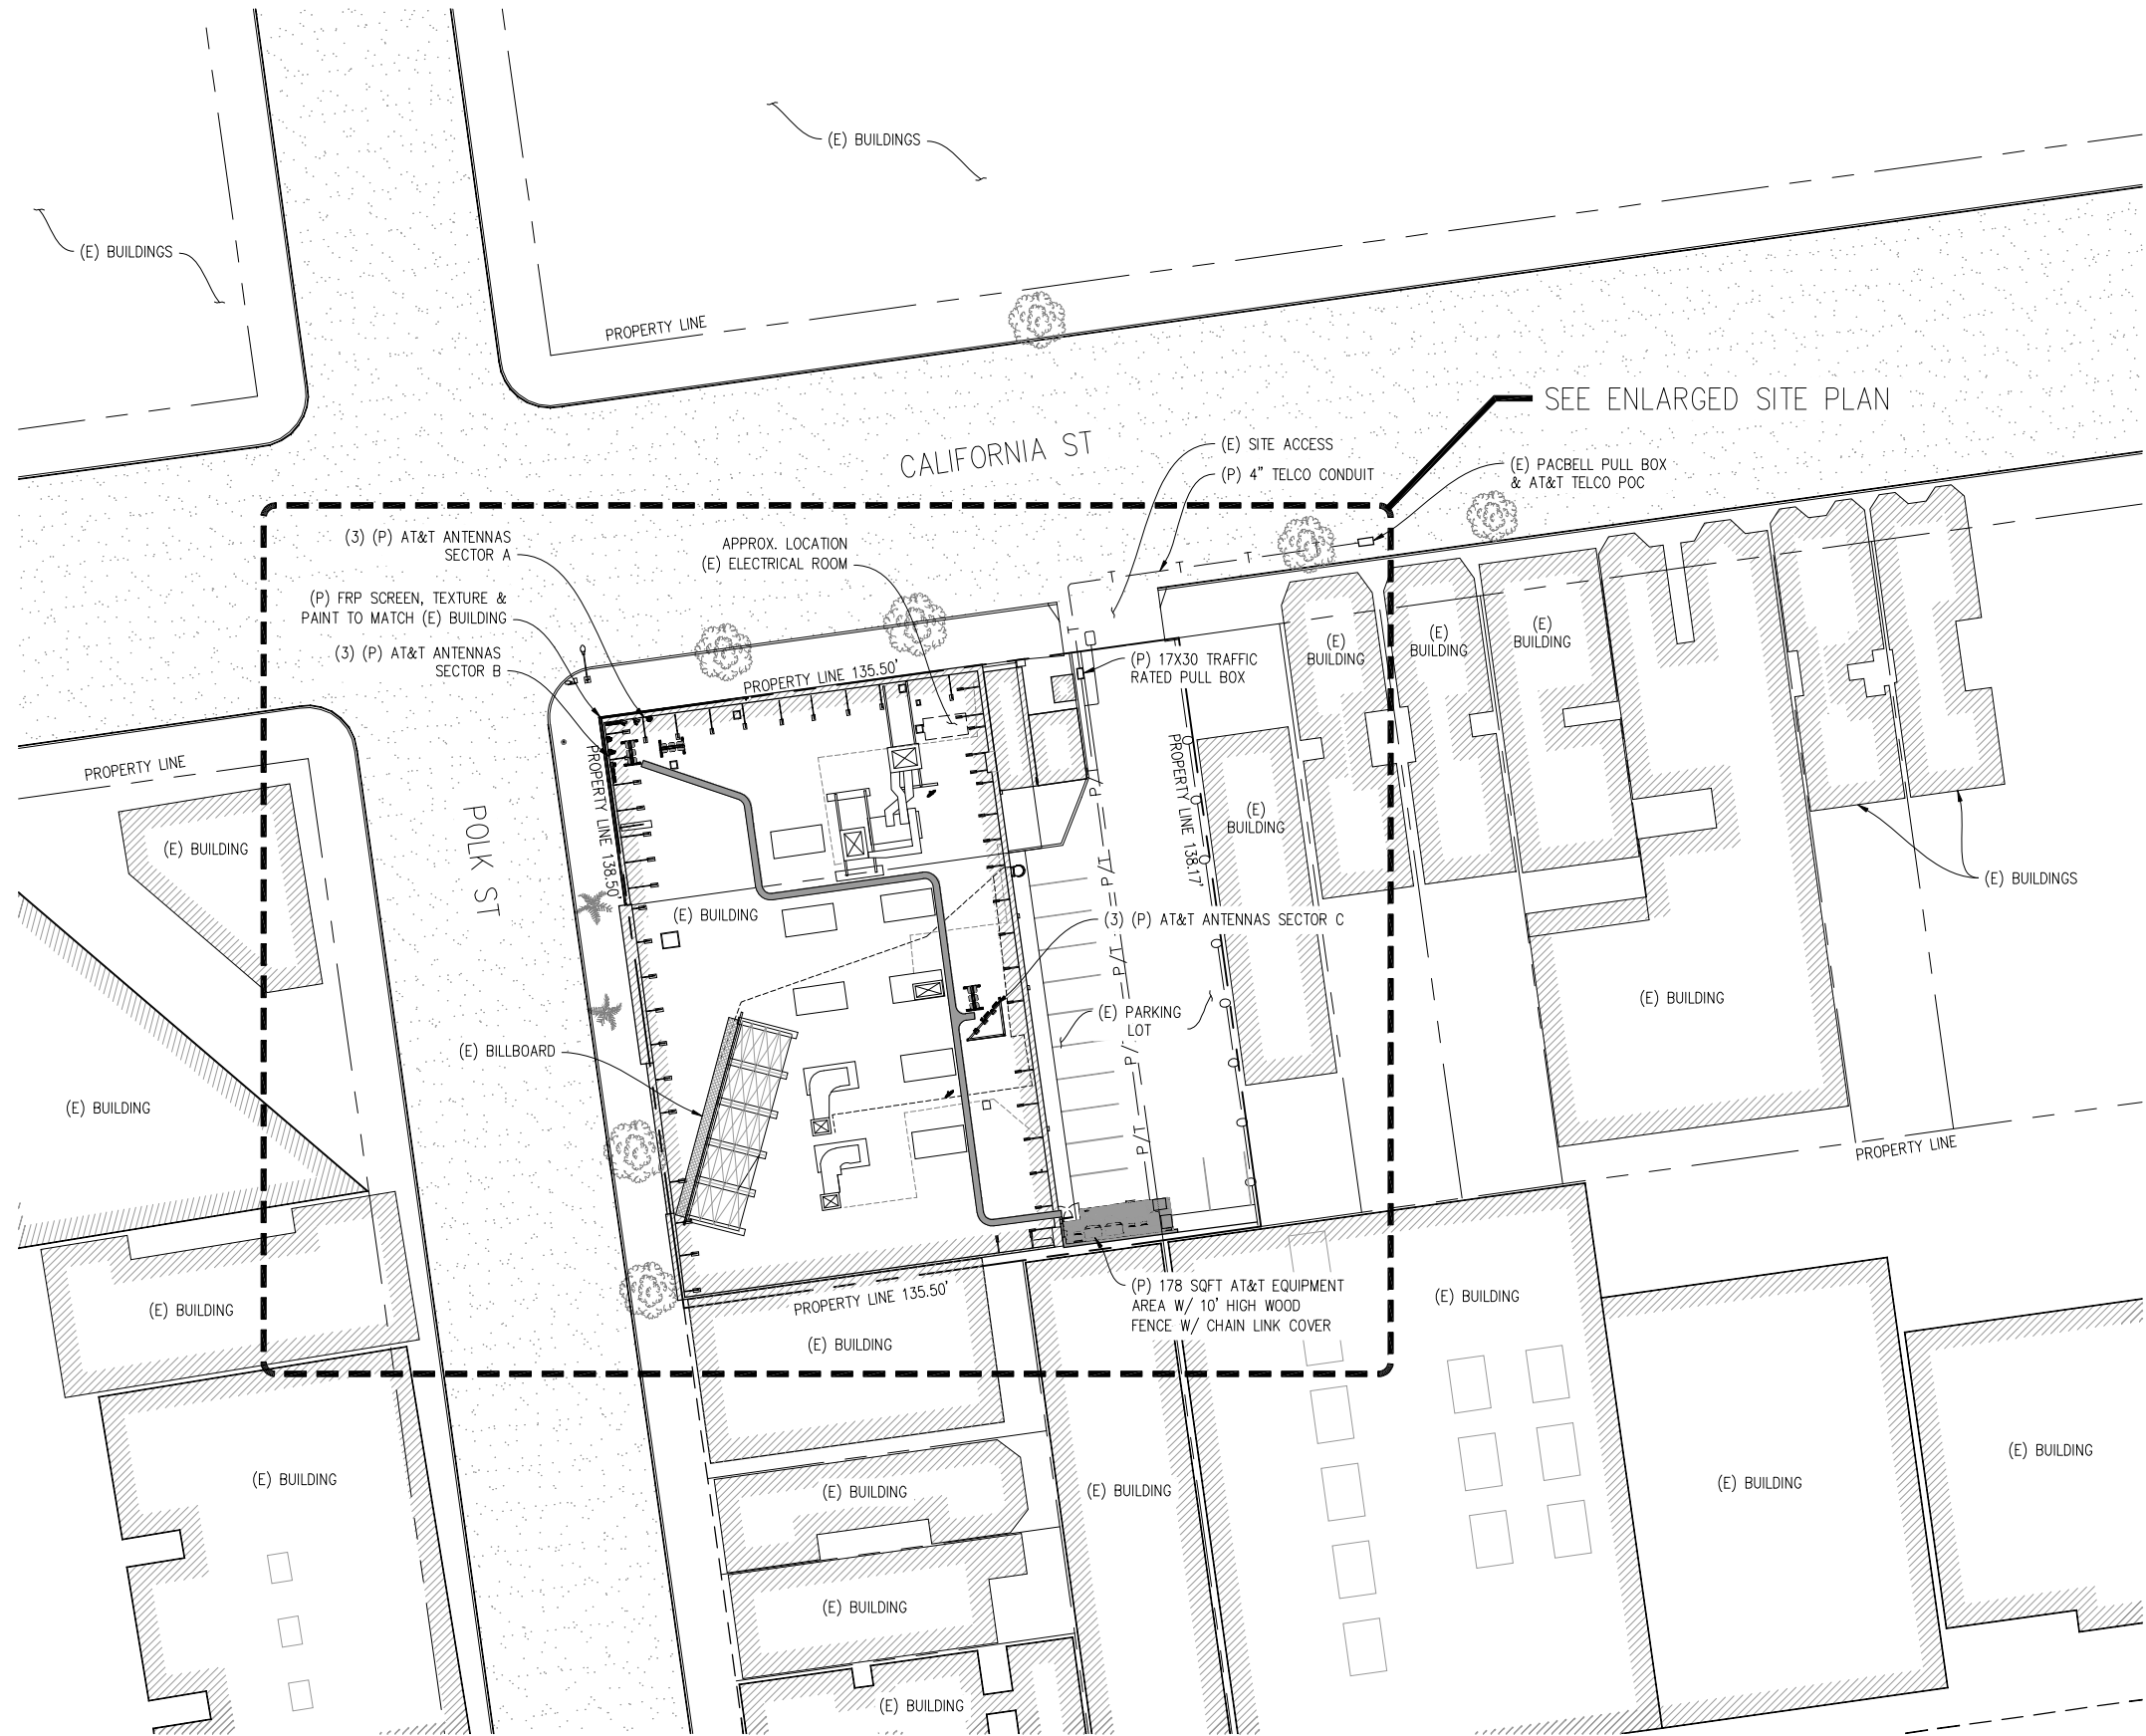 (E) BUILDINGS
(E) BUILDINGS
PROPERTY LINE
SEE ENLARGED SITE PLAN
CALIFORNIA ST
(E) SITE ACCESS
(P) 4" TELCO CONDUIT
(E) PACBELL PULL BOX
& AT&T TELCO POC
(3) (P) AT&T ANTENNAS
SECTOR A
APPROX. LOCATION
(E) ELECTRICAL ROOM
T
T
T
T
T
(P) FRP SCREEN, TEXTURE &
PAINT TO MATCH (E) BUILDING
(3) (P) AT&T ANTENNAS
SECTOR B
(E)
BUILDING
(E)
BUILDING
(E)
BUILDING
(P) 17X30 TRAFFIC
RATED PULL BOX
PROPERTY LINE 135.50'
PROPERTY LINE
PROPERTY LINE 138.50'
PROPERTY LINE 138.17'
P/
P/T
P/T
P/T
P/T
POLK ST
(E) BUILDING
(E)
BUILDING
(E) BUILDINGS
(E) BUILDING
(3) (P) AT&T ANTENNAS SECTOR C
(E) BUILDING
(E) PARKING
LOT
(E) BILLBOARD
(E) BUILDING
PROPERTY LINE
(P) 178 SQFT AT&T EQUIPMENT
AREA W/ 10' HIGH WOOD
FENCE W/ CHAIN LINK COVER
PROPERTY LINE 135.50'
(E) BUILDING
(E) BUILDING
(E) BUILDING
(E) BUILDING
(E) BUILDING
(E) BUILDING
(E) BUILDING
(E) BUILDING
(E) BUILDING
(E) BUILDING
(E) BUILDING